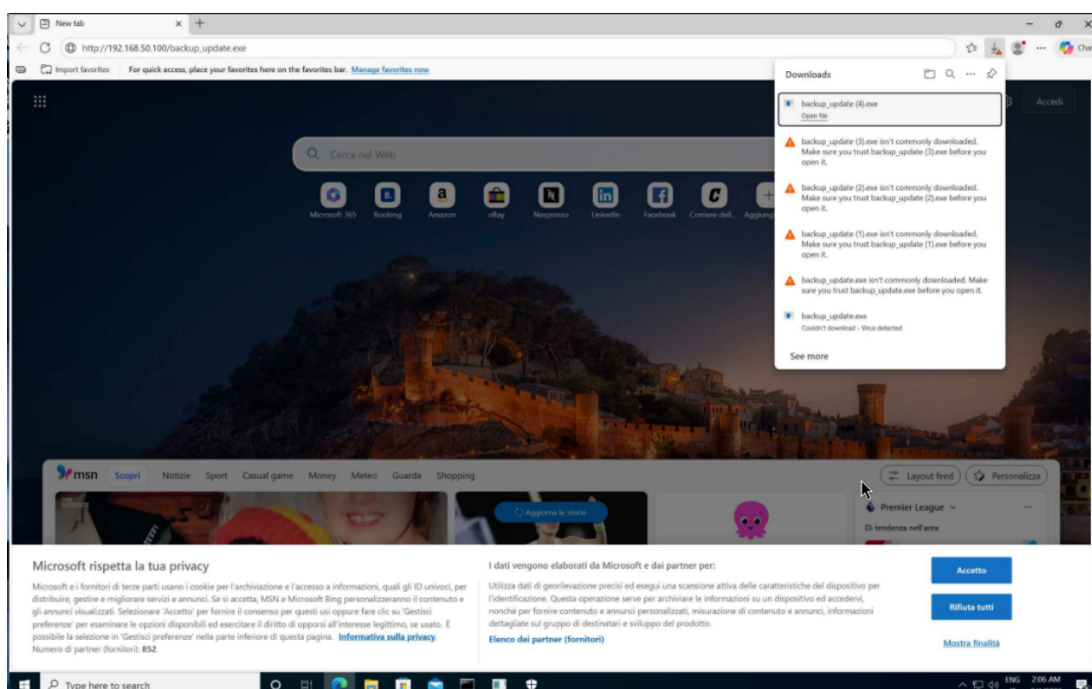 New tab
http://192.168.50.100/backup_update.exe
Import favorites
For quick access, place your favorites here on the favorites bar. Manage favorites now
Downloads
backup_update (4).exe
Open file
backup_update (3).exe isn't commonly downloaded.
Make sure you trust backup_update (3).exe before you
open it.
backup_update (2).exe isn't commonly downloaded.
Make sure you trust backup_update (2).exe before you
open it.
backup_update (1).exe isn't commonly downloaded.
Make sure you trust backup_update (1).exe before you
open it.
backup_update.exe isn't commonly downloaded. Make
sure you trust backup_update.exe before you open it.
backup_update.exe
Couldn't download - Virus detected
See more
Accedi
Cerca nel Web
Microsoft 365
Booking
Amazon
eBay
Nespresso
LinkedIn
Facebook
Corriere dell...
msn
Scopri
Notizie
Sport
Casual game
Money
Meteo
Guarda
Shopping
Layout feed
Personalizza
Aggiorna le storie
Premier League
Di tendenza nell'area
Microsoft rispetta la tua privacy
Microsoft e i fornitori di terze parti usano i cookie per l'archiviazione e l'accesso a informazioni, quali gli ID univoci, per
distribuire, gestire e migliorare servizi e annunci. Se si accetta, MSN e Microsoft Bing personalizzeranno il contenuto e
gli annunci visualizzati. Selezionare 'Accetto' per fornire il consenso per questi usi oppure fare clic su 'Gestisci
preferenze' per esaminare le opzioni disponibili ed esercitare il diritto di opporsi all'interesse legittimo, se usato. È
possibile la selezione in 'Gestisci preferenze' nella parte inferiore di questa pagina. Informativa sulla privacy.
Numero di partner (fornitori): 852.
I dati vengono elaborati da Microsoft e dai partner per:
Utilizza dati di georilevazione precisi ed esegui una scansione attiva delle caratteristiche del dispositivo per
l'identificazione. Questa operazione serve per archiviare le informazioni su un dispositivo ed accedervi,
nonché per fornire contenuto e annunci personalizzati, misurazione di contenuto e annunci, informazioni
dettagliate sul gruppo di destinatari e sviluppo del prodotto.
Elenco dei partner (fornitori)
Accetto
Rifiuta tutti
Mostra finalità
Type here to search
ENG
2:06 AM